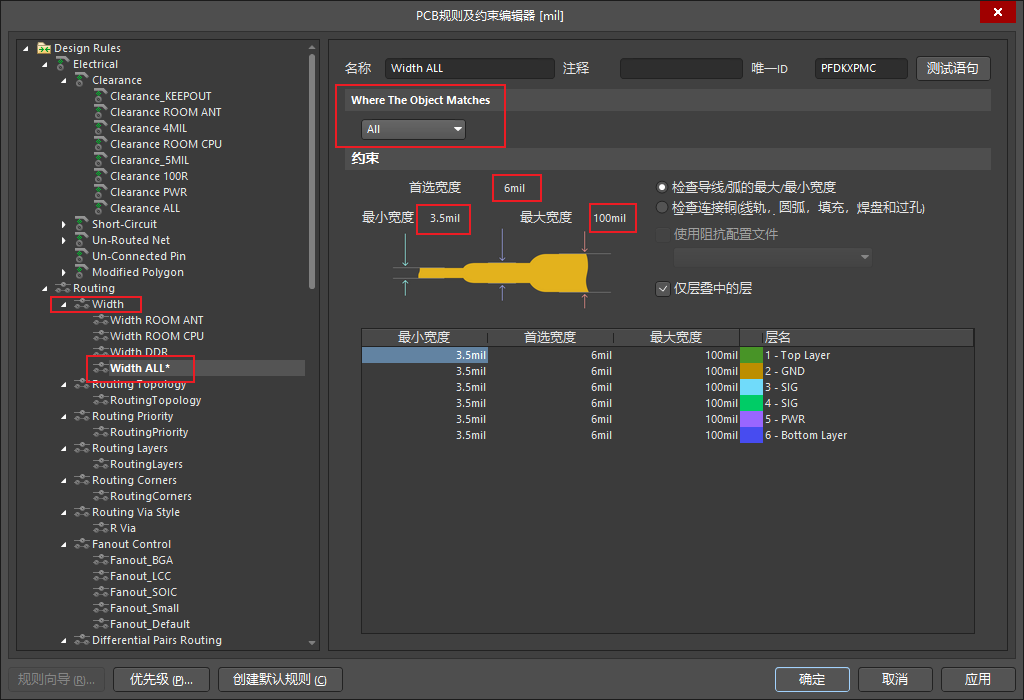 PCB规则及约束编辑器 [mil]
Design Rules
Electrical
Clearance
Clearance_KEEPOUT
Clearance ROOM ANT
Clearance 4MIL
Clearance ROOM CPU
Clearance_5MIL
Clearance 100R
Clearance PWR
Clearance ALL
Short-Circuit
Un-Routed Net
Un-Connected Pin
Modified Polygon
Routing
Width
Width ROOM ANT
Width ROOM CPU
Width DDR
Width ALL*
Routing Topology
RoutingTopology
Routing Priority
RoutingPriority
Routing Layers
RoutingLayers
Routing Corners
RoutingCorners
Routing Via Style
R Via
Fanout Control
Fanout_BGA
Fanout_LCC
Fanout_SOIC
Fanout_Small
Fanout_Default
Differential Pairs Routing
名称 Width ALL 注释 唯一ID PFDKXPMC 测试语句
Where The Object Matches
All
约束
首选宽度 6mil
最小宽度 3.5mil 最大宽度 100mil
检查导线/弧的最大/最小宽度
检查连接铜(线轨，圆弧，填充，焊盘和过孔)
使用阻抗配置文件
仅层叠中的层
最小宽度 首选宽度 最大宽度 层名
3.5mil 6mil 100mil 1 - Top Layer
3.5mil 6mil 100mil 2 - GND
3.5mil 6mil 100mil 3 - SIG
3.5mil 6mil 100mil 4 - SIG
3.5mil 6mil 100mil 5 - PWR
3.5mil 6mil 100mil 6 - Bottom Layer
规则向导 (R)... 优先级 (P)... 创建默认规则 (C) 确定 取消 应用